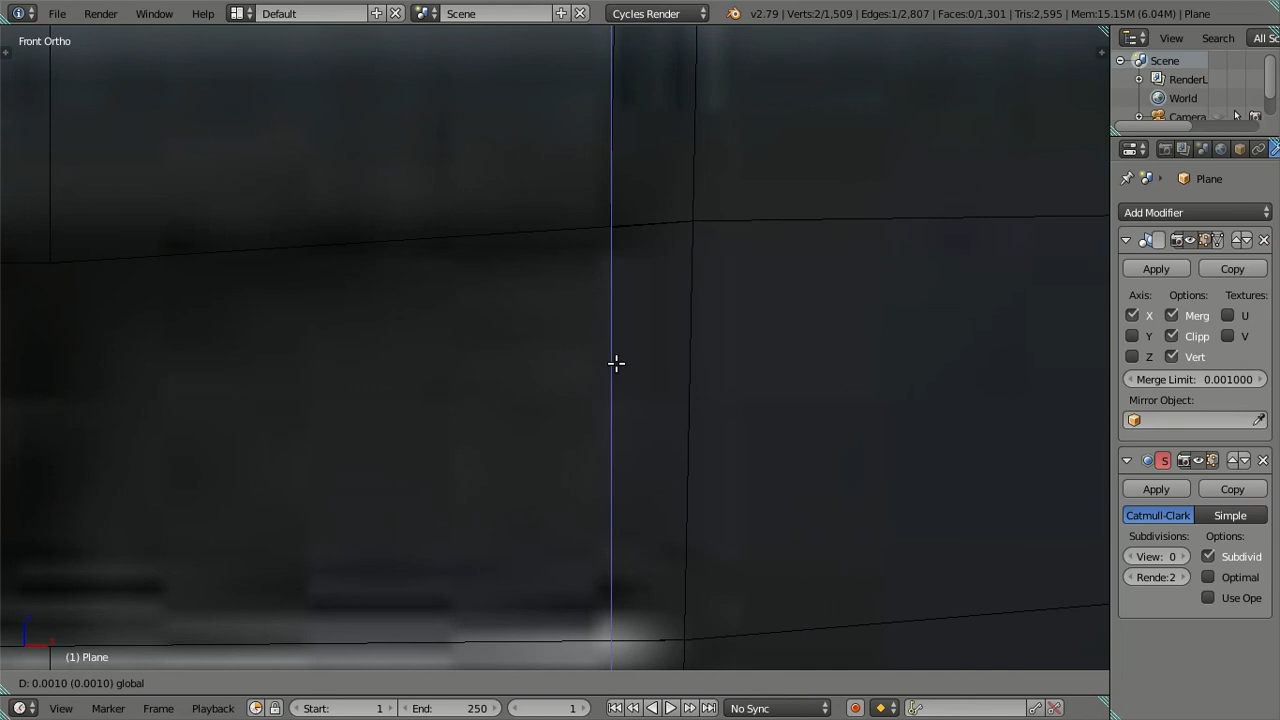 File Render Window Help Default Scene Cycles Render v2.79 | Verts:2/1,509 | Edges:1/2,807 | Faces:0/1,301 | Tris:2,595 | Mem:15.15M (6.04M) | Plane
Front Ortho
View Search All Sc
Scene
RenderL
World
Camera
Plane
Add Modifier
Apply Copy
Axis: Options: Textures:
X Merg U
Y Clipp V
Z Vert
Merge Limit: 0.001000
Mirror Object:
S
Apply Copy
Catmull-Clark Simple
Subdivisions: Options:
View: 0 Subdivid
Rende:2 Optimal
Use Ope
(1) Plane
D: 0.0010 (0.0010) global
View Marker Frame Playback Start: 1 End: 250 1 No Sync